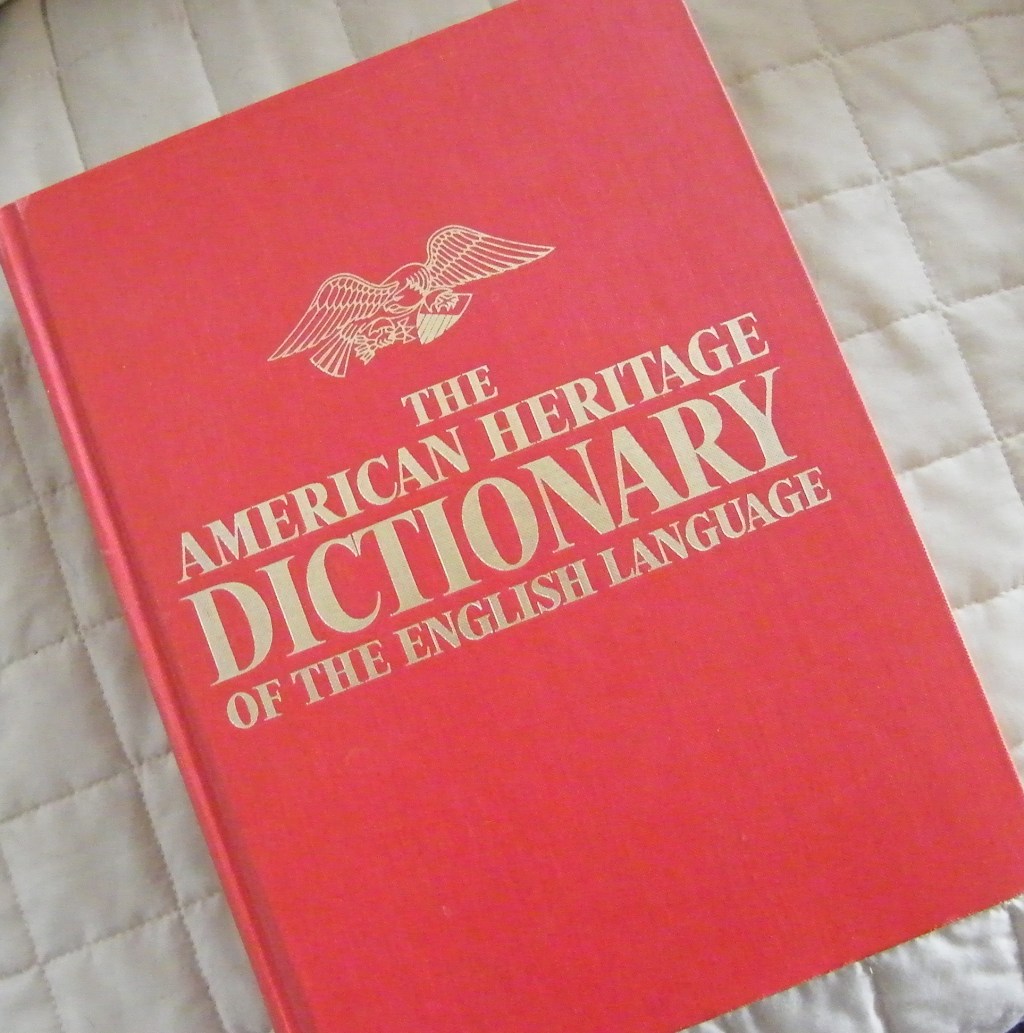 THE
AMERICAN HERITAGE
DICTIONARY
OF THE ENGLISH LANGUAGE